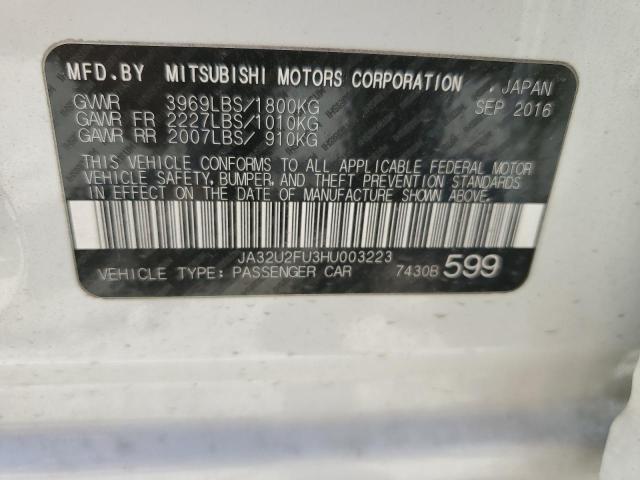 MFD.BY MITSUBISHI MOTORS CORPORATION , JAPAN
GVWR 3969LBS/1800KG SEP 2016
GAWR FR 2227LBS/1010KG
GAWR RR 2007LBS/ 910KG
THIS VEHICLE CONFORMS TO ALL APPLICABLE FEDERAL MOTOR
VEHICLE SAFETY, BUMPER, AND THEFT PREVENTION STANDARDS
IN EFFECT ON THE DATE OF MANUFACTURE SHOWN ABOVE.
JA32U2FU3HU003223
VEHICLE TYPE: PASSENGER CAR 7430B 599